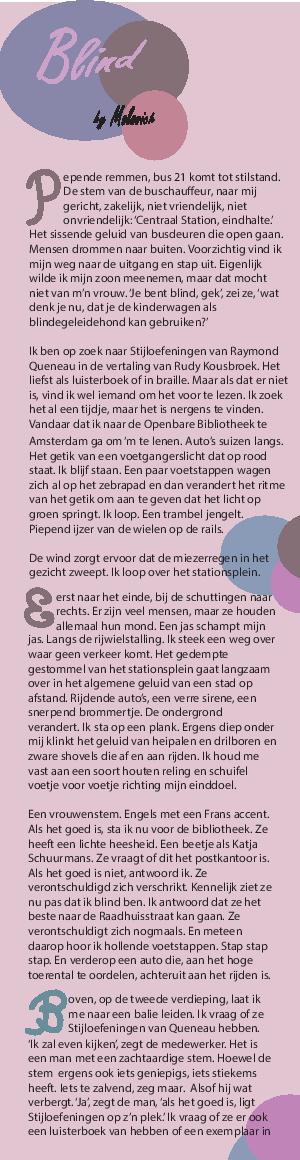 Blind
by Melanish
Pepende remmen, bus 21 komt tot stilstand.
De stem van de buschauffeur, naar mij
gericht, zakelijk, niet vriendelijk, niet
onvriendelijk: ‘Centraal Station, eindhalte.’
Het sissende geluid van busdeuren die open gaan.
Mensen drommen naar buiten. Voorzichtig vind ik
mijn weg naar de uitgang en stap uit. Eigenlijk
wilde ik mijn zoon meenemen, maar dat mocht
niet van m’n vrouw. ‘Je bent blind, gek’, zei ze, ‘wat
denk je nu, dat je de kinderwagen als
blindegeleidehond kan gebruiken?’
Ik ben op zoek naar Stijloefeningen van Raymond
Queneau in de vertaling van Rudy Kousbroek. Het
liefst als luisterboek of in braille. Maar als dat er niet
is, vind ik wel iemand om het voor te lezen. Ik zoek
het al een tijdje, maar het is nergens te vinden.
Vandaar dat ik naar de Openbare Bibliotheek te
Amsterdam ga om ‘m te lenen. Auto’s suizen langs.
Het getik van een voetgangerslicht dat op rood
staat. Ik blijf staan. Een paar voetstappen wagen
zich al op het zebrapad en dan verandert het ritme
van het getik om aan te geven dat het licht op
groen springt. Ik loop. Een trambel jengelt.
Piepend ijzer van de wielen op de rails.
De wind zorgt ervoor dat de miezerregen in het
gezicht zweept. Ik loop over het stationsplein.
Eerst naar het einde, bij de schuttingen naar
rechts. Er zijn veel mensen, maar ze houden
allemaal hun mond. Een jas schampt mijn
jas. Langs de rijwielstalling. Ik steek een weg over
waar geen verkeer komt. Het gedempte
gestommel van het stationsplein gaat langzaam
over in het algemene geluid van een stad op
afstand. Rijdende auto’s, een verre sirene, een
snerpend brommertje. De ondergrond
verandert. Ik sta op een plank. Ergens diep onder
mij klinkt het geluid van heipalen en drilboren en
zware shovels die af en aan rijden. Ik houd me
vast aan een soort houten reling en schuifel
voetje voor voetje richting mijn einddoel.
Een vrouwenstem. Engels met een Frans accent.
Als het goed is, sta ik nu voor de bibliotheek. Ze
heeft een lichte heesheid. Een beetje als Katja
Schuurmans. Ze vraagt of dit het postkantoor is.
Als het goed is niet, antwoord ik. Ze
verontschuldigd zich verschrikt. Kennelijk ziet ze
nu pas dat ik blind ben. Ik antwoord dat ze het
beste naar de Raadhuisstraat kan gaan. Ze
verontschuldigt zich nogmaals. En meteen
daarop hoor ik hollende voetstappen. Stap stap
stap. En verderop een auto die, aan het hoge
toerental te oordelen, achteruit aan het rijden is.
Boven, op de tweede verdieping, laat ik
me naar een balie leiden. Ik vraag of ze
Stijloefeningen van Queneau hebben.
‘Ik zal even kijken’, zegt de medewerker. Het is
een man met een zachtaardige stem. Hoewel de
stem ergens ook iets geniepigs, iets stiekems
heeft. Iets te zalvend, zeg maar. Alsof hij wat
verbergt. ‘Ja’, zegt de man, ‘als het goed is, ligt
Stijloefeningen op z’n plek.’ Ik vraag of ze er ook
een luisterboek van hebben of een exemplaar in